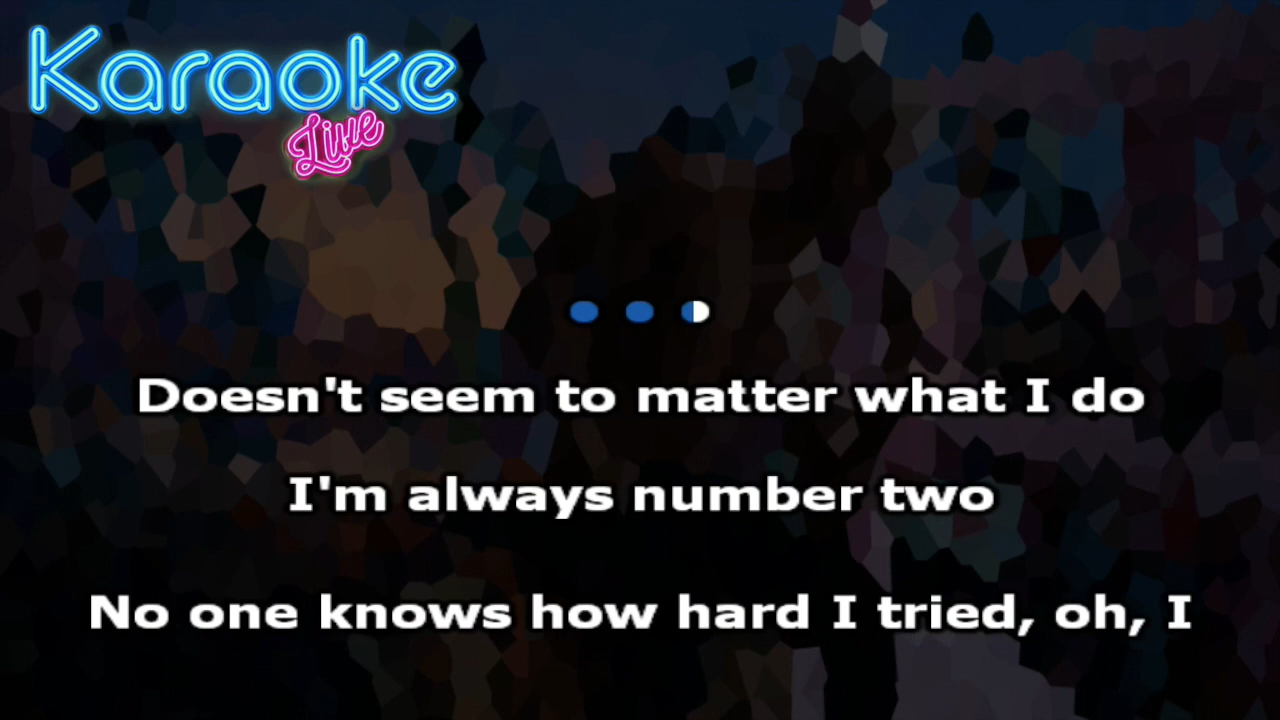 Karaoke
Live
Doesn't seem to matter what I do
I'm always number two
No one knows how hard I tried, oh, I